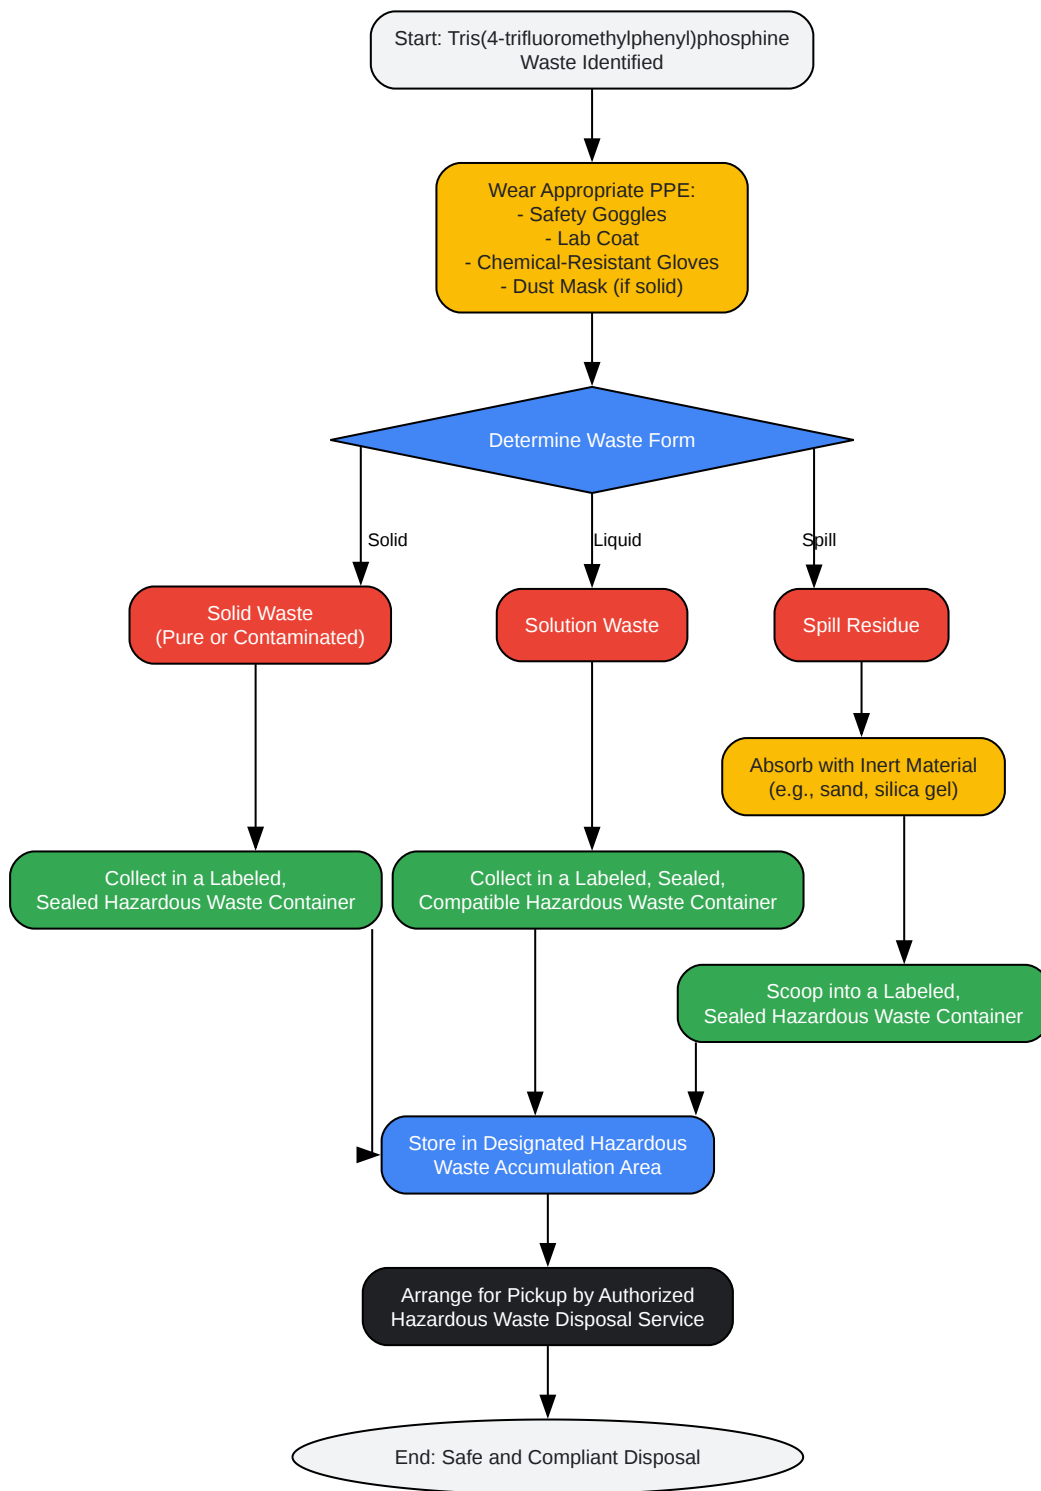 Start: Tris(4-trifluoromethylphenyl)phosphine
Waste Identified
Wear Appropriate PPE:
- Safety Goggles
- Lab Coat
- Chemical-Resistant Gloves
- Dust Mask (if solid)
Determine Waste Form
Solid
Liquid
Spill
Solid Waste
(Pure or Contaminated)
Solution Waste
Spill Residue
Absorb with Inert Material
(e.g., sand, silica gel)
Collect in a Labeled,
Sealed Hazardous Waste Container
Collect in a Labeled, Sealed,
Compatible Hazardous Waste Container
Scoop into a Labeled,
Sealed Hazardous Waste Container
Store in Designated Hazardous
Waste Accumulation Area
Arrange for Pickup by Authorized
Hazardous Waste Disposal Service
End: Safe and Compliant Disposal